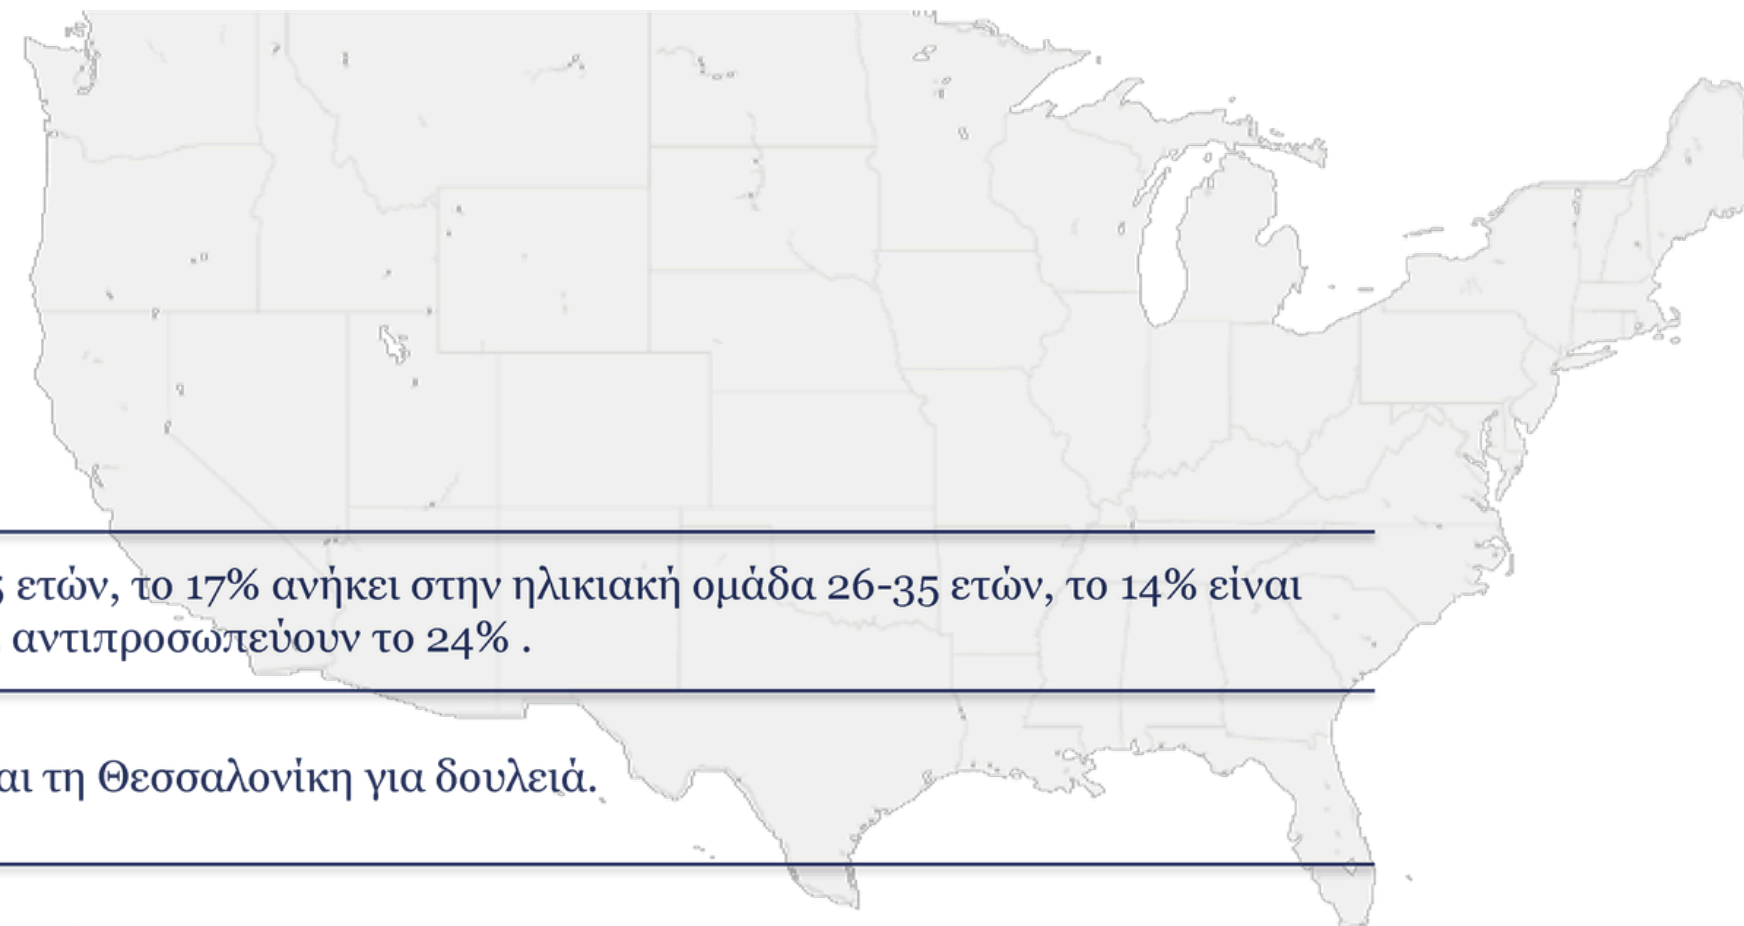 ετών, το 17% ανήκει στην ηλικιακή ομάδα 26-35 ετών, το 14% είναι
αντιπροσωπεύουν το 24% .
τη Θεσσαλονίκη για δουλειά.